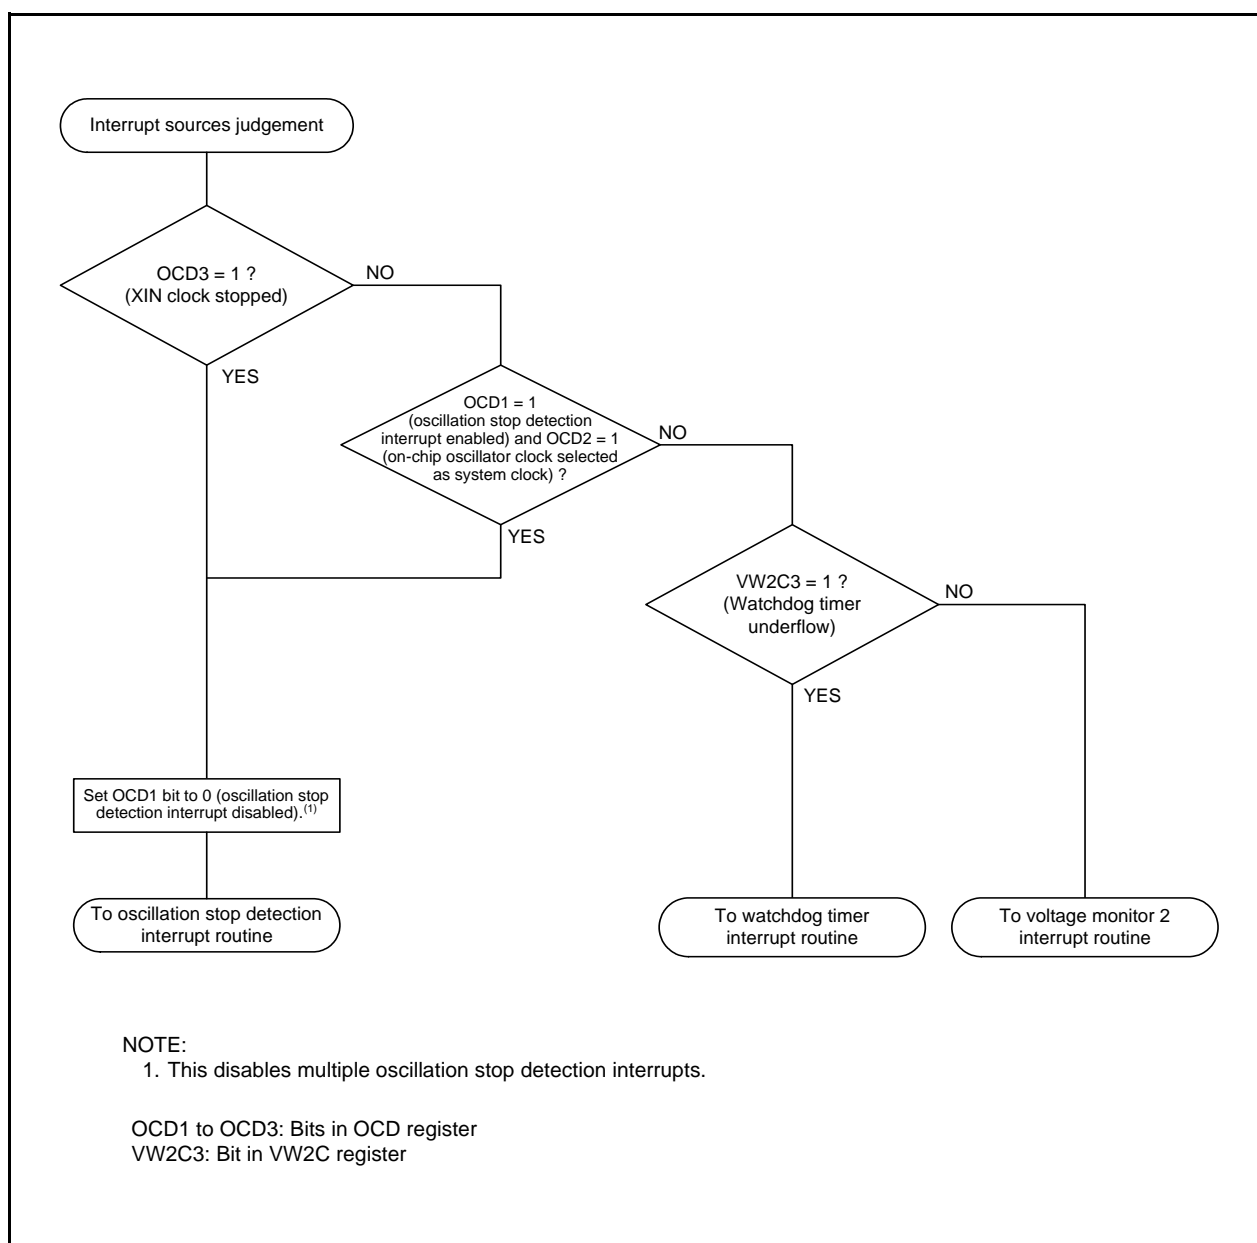 Interrupt sources judgement
OCD3 = 1 ?
(XIN clock stopped)
NO
YES
OCD1 = 1
(oscillation stop detection
interrupt enabled) and OCD2 = 1
(on-chip oscillator clock selected
as system clock) ?
NO
YES
VW2C3 = 1 ?
(Watchdog timer
underflow)
NO
YES
Set OCD1 bit to 0 (oscillation stop
detection interrupt disabled).(1)
To oscillation stop detection
interrupt routine
To watchdog timer
interrupt routine
To voltage monitor 2
interrupt routine
NOTE:
1. This disables multiple oscillation stop detection interrupts.
OCD1 to OCD3: Bits in OCD register
VW2C3: Bit in VW2C register